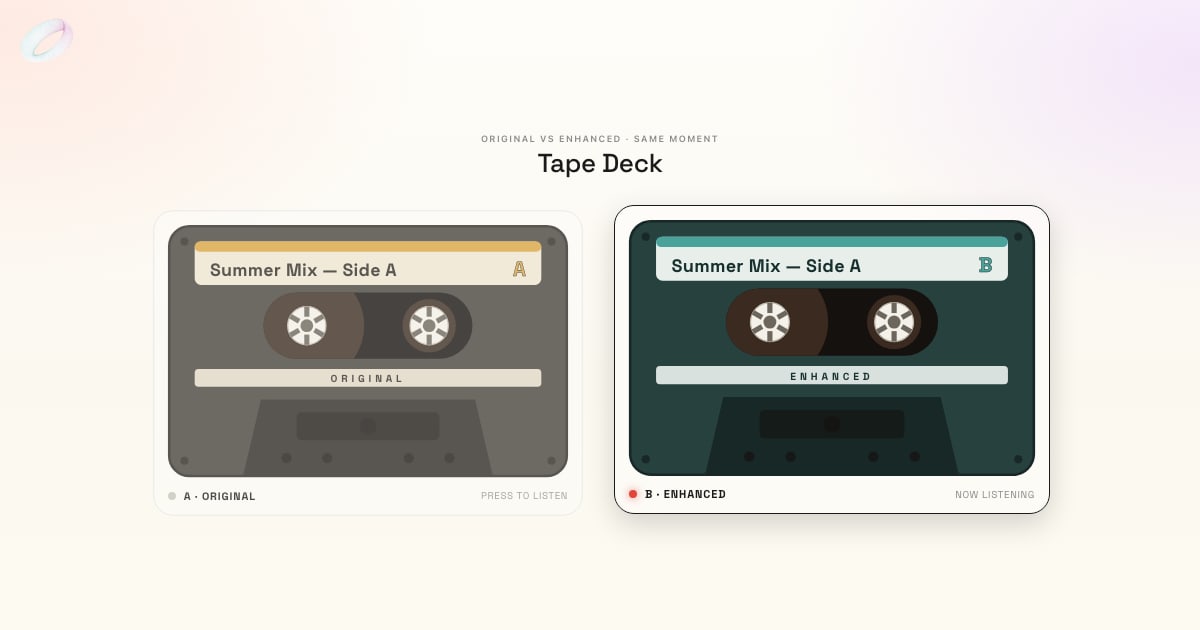 ORIGINAL VS ENHANCED · SAME MOMENT
Tape Deck
Summer Mix — Side A
A
ORIGINAL
A · ORIGINAL
PRESS TO LISTEN
Summer Mix — Side A
B
ENHANCED
B · ENHANCED
NOW LISTENING